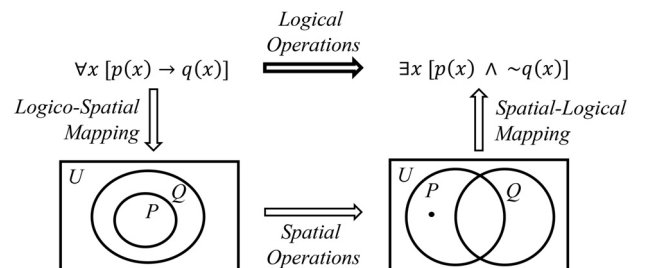 Logical
Operations
∀x [p(x) → q(x)]
∃x [p(x) ∧ ~q(x)]
Logico-Spatial
Mapping
Spatial-Logical
Mapping
U
Q
P
U
P
Q
Spatial
Operations